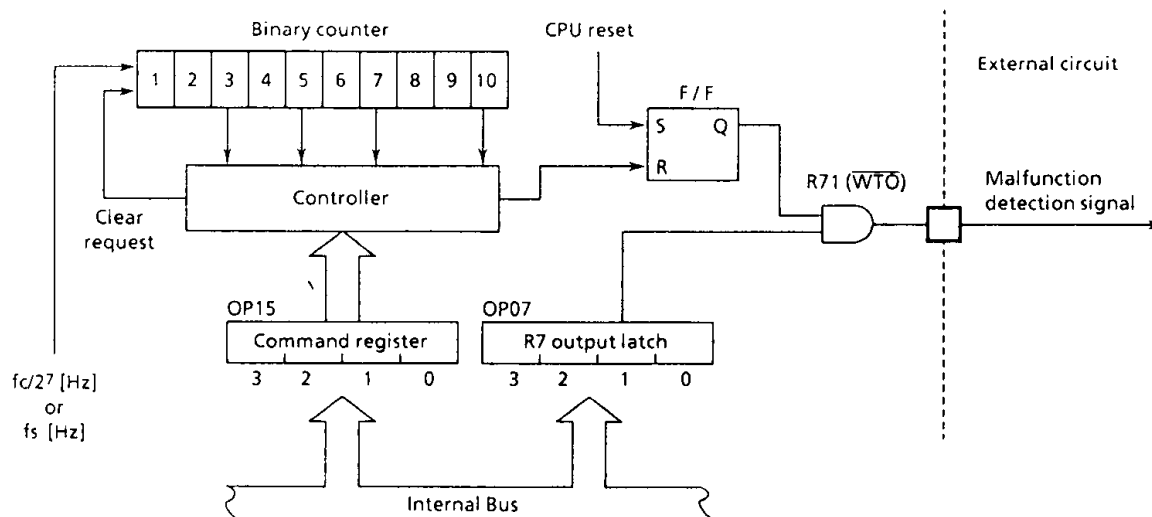 Binary counter
CPU reset
External circuit
1 2 3 4 5 6 7 8 9 10
F / F
S Q
R
R71 (W̅T̅O̅)
Controller
Malfunction
detection signal
Clear
request
OP15
OP07
Command register
R7 output latch
3 2 1 0
3 2 1 0
fc/2⁷ [Hz]
or
fs [Hz]
Internal Bus